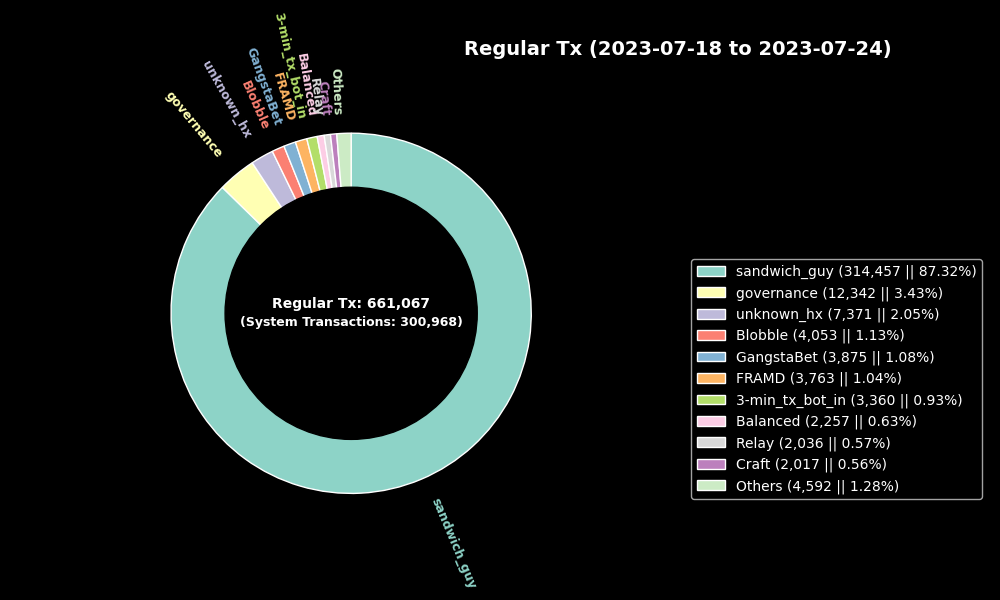 Regular Tx (2023-07-18 to 2023-07-24)
governance
unknown_hx
Blobble
GangstaBet
FRAMD
3-min_tx_bot_in
Balanced
Relay
Craft
Others
Regular Tx: 661,067
(System Transactions: 300,968)
sandwich_guy
sandwich_guy (314,457 || 87.32%)
governance (12,342 || 3.43%)
unknown_hx (7,371 || 2.05%)
Blobble (4,053 || 1.13%)
GangstaBet (3,875 || 1.08%)
FRAMD (3,763 || 1.04%)
3-min_tx_bot_in (3,360 || 0.93%)
Balanced (2,257 || 0.63%)
Relay (2,036 || 0.57%)
Craft (2,017 || 0.56%)
Others (4,592 || 1.28%)